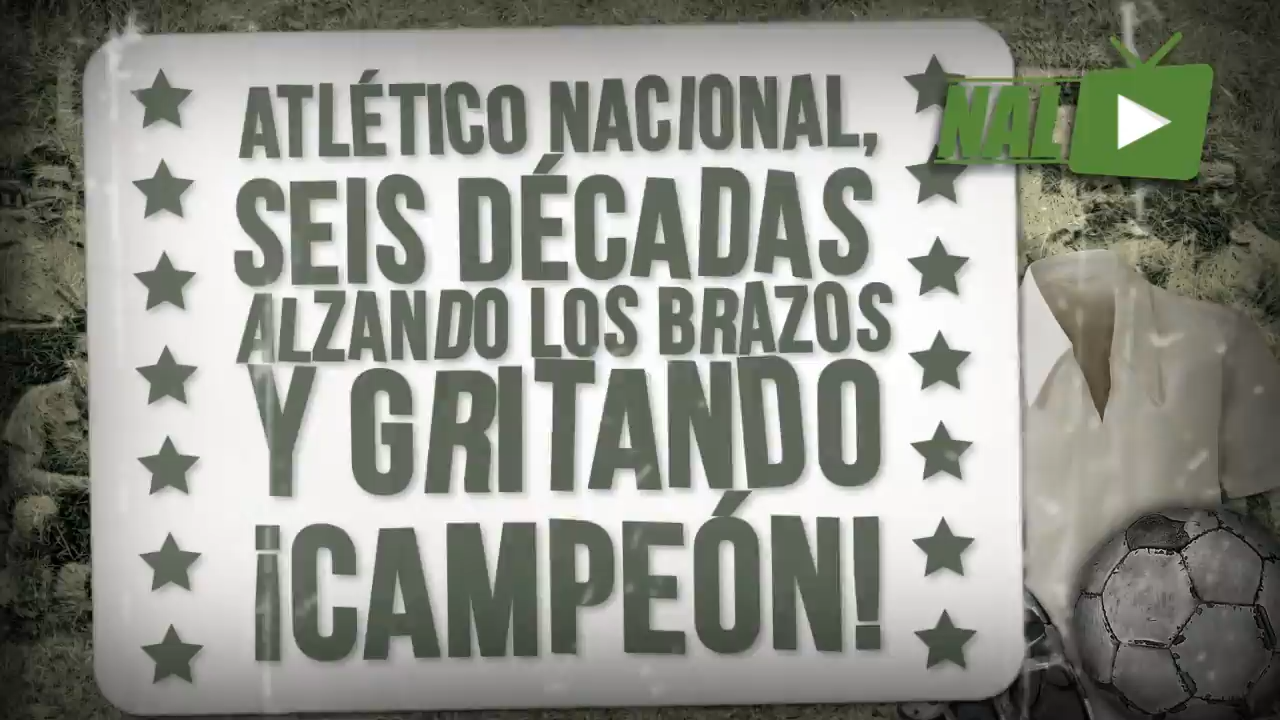 ATLÉTICO NACIONAL,
SEIS DÉCADAS
ALZANDO LOS BRAZOS
Y GRITANDO
¡CAMPEÓN!
NAL